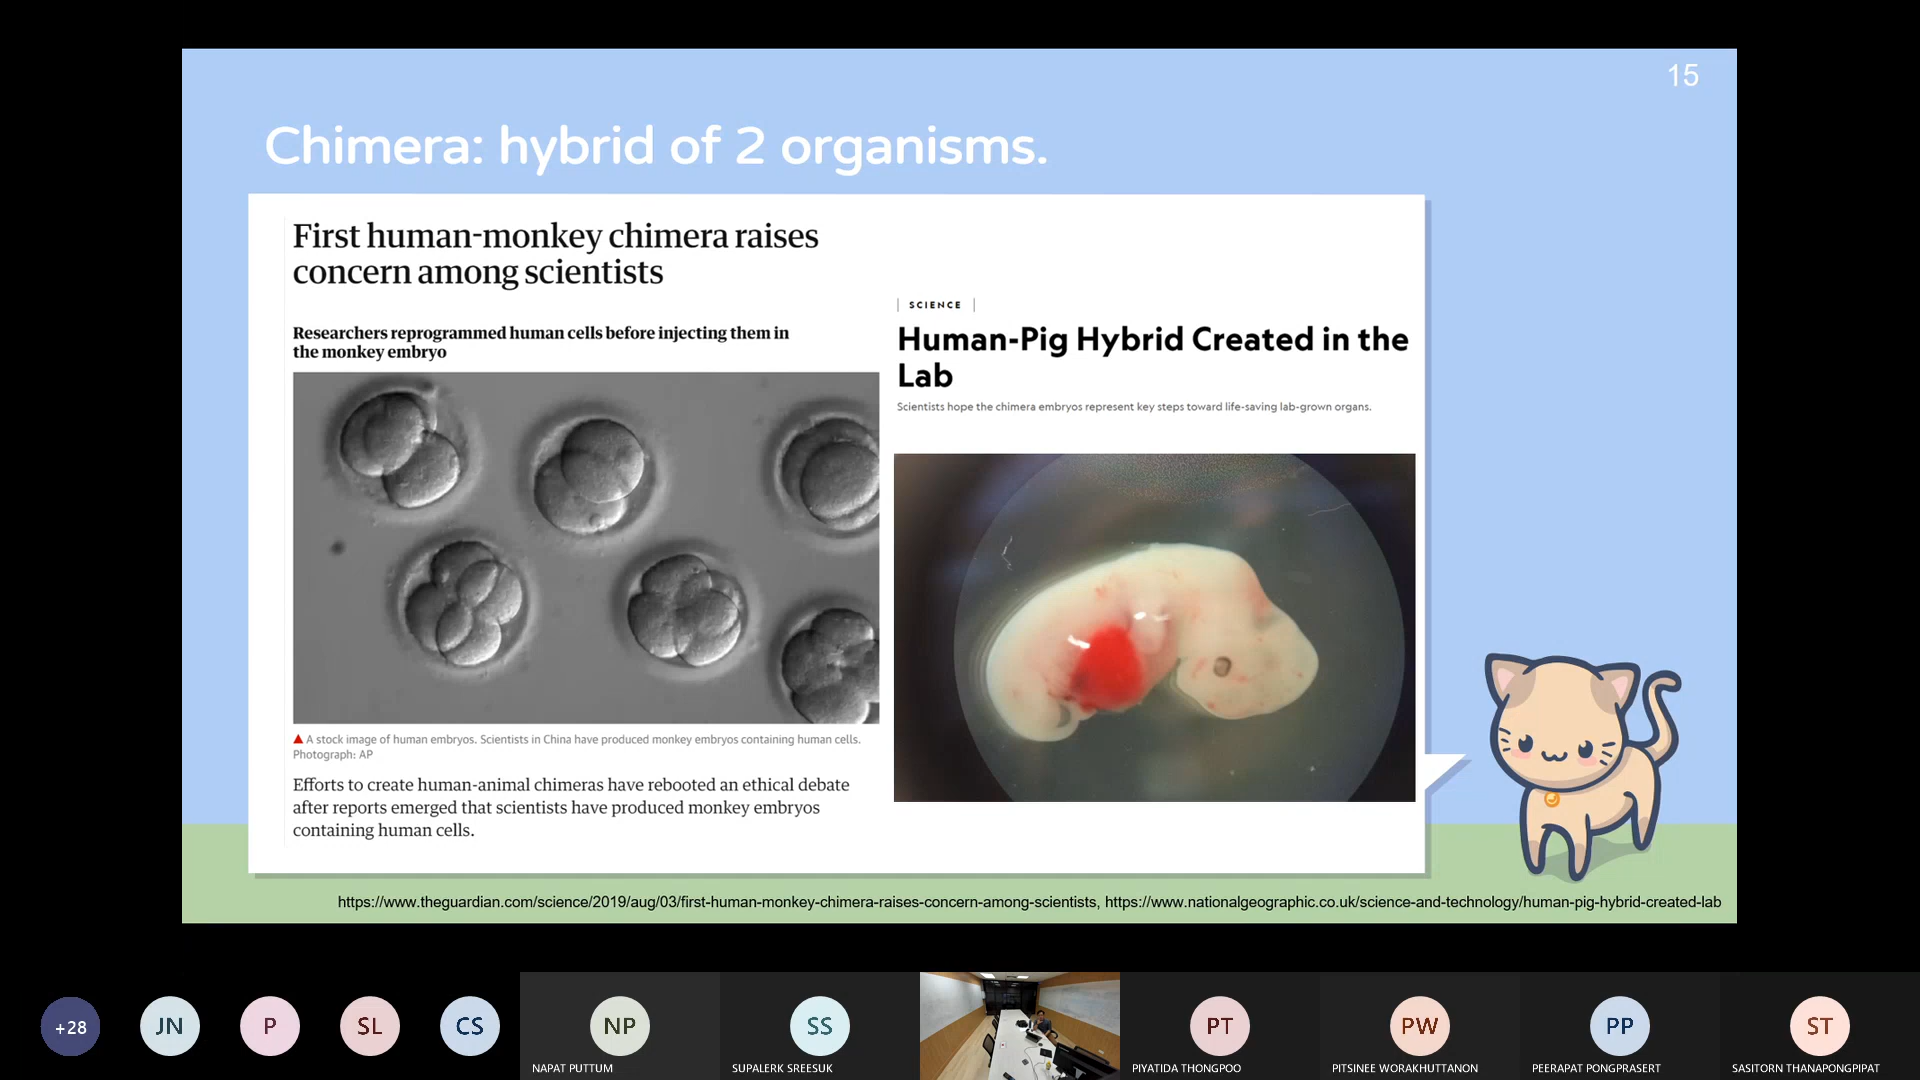 15
Chimera: hybrid of 2 organisms.
First human-monkey chimera raises
concern among scientists
Researchers reprogrammed human cells before injecting them in
the monkey embryo
A stock image of human embryos. Scientists in China have produced monkey embryos containing human cells.
Photograph: AP
Efforts to create human-animal chimeras have rebooted an ethical debate
after reports emerged that scientists have produced monkey embryos
containing human cells.
| SCIENCE |
Human-Pig Hybrid Created in the
Lab
Scientists hope the chimera embryos represent key steps toward life-saving lab-grown organs.
https://www.theguardian.com/science/2019/aug/03/first-human-monkey-chimera-raises-concern-among-scientists, https://www.nationalgeographic.co.uk/science-and-technology/human-pig-hybrid-created-lab
+28
JN
P
SL
CS
NP
NAPAT PUTTUM
SS
SUPALERK SREESUK
PT
PIYATIDA THONGPOO
PW
PITSINEE WORAKHUTTANON
PP
PEERAPAT PONGPRASERT
ST
SASITORN THANAPONGPIPAT